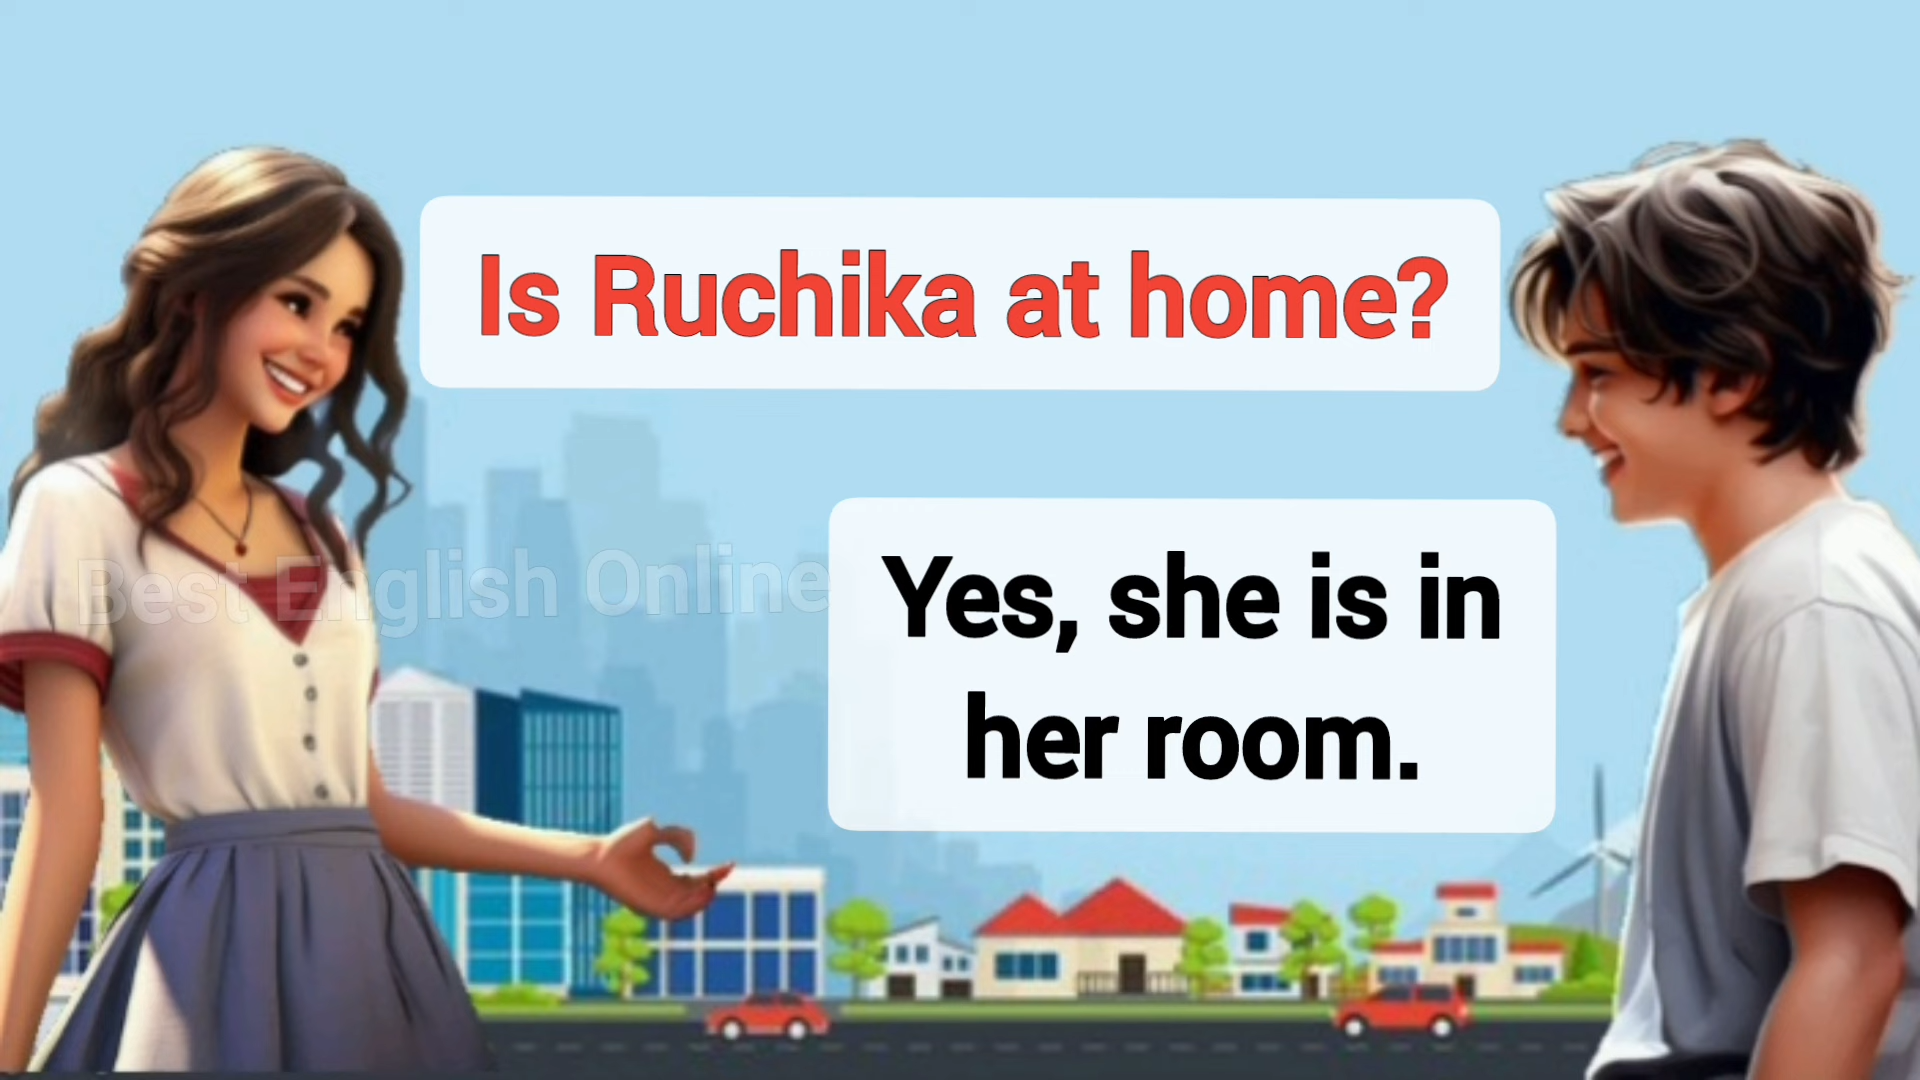 Is Ruchika at home?
Best English Online
Yes, she is in
her room.